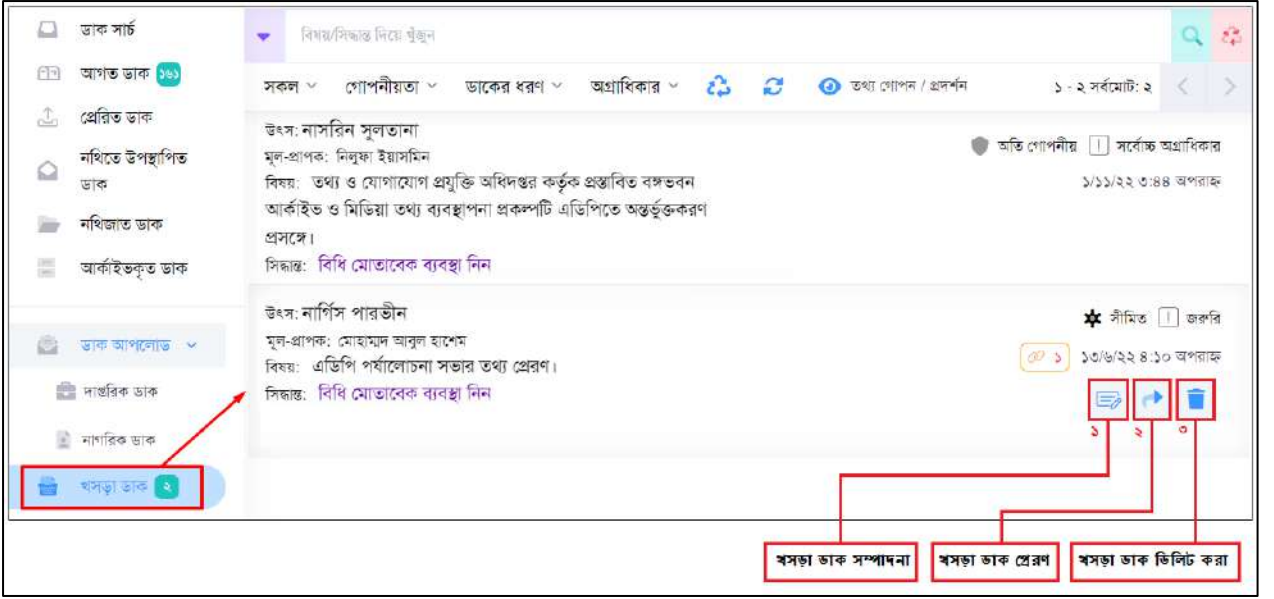 ডাক সার্চ
আগত ডাক ১৬১
প্রেরিত ডাক
নথিতে উপস্থাপিত
ডাক
নথিজাত ডাক
আর্কাইভকৃত ডাক
ডাক আপলোড
দাপ্তরিক ডাক
নাগরিক ডাক
খসড়া ডাক ২
বিষয়/সিদ্ধান্ত দিয়ে খুঁজুন
সকল গোপনীয়তা ডাকের ধরণ অগ্রাধিকার তথ্য গোপন / প্রদর্শন ১ - ২ সর্বমোট: ২
উৎস: নাসরিন সুলতানা
মূল-প্রাপক: নিলুফা ইয়াসমিন
বিষয়: তথ্য ও যোগাযোগ প্রযুক্তি অধিদপ্তর কর্তৃক প্রস্তাবিত বঙ্গভবন
আর্কাইভ ও মিডিয়া তথ্য ব্যবস্থাপনা প্রকল্পটি এডিপিতে অন্তর্ভুক্তকরণ
প্রসঙ্গে।
সিদ্ধান্ত: বিধি মোতাবেক ব্যবস্থা নিন
অতি গোপনীয় সর্বোচ্চ অগ্রাধিকার
১/১১/২২ ৩:৪৪ অপরাহ্ন
উৎস: নার্গিস পারভীন
মূল-প্রাপক: মোহাম্মদ আবুল হাশেম
বিষয়: এডিপি পর্যালোচনা সভার তথ্য প্রেরণ।
সিদ্ধান্ত: বিধি মোতাবেক ব্যবস্থা নিন
সীমিত জরুরি
১ ১৩/৬/২২ ৪:১০ অপরাহ্ন
১ ২ ৩
খসড়া ডাক সম্পাদনা
খসড়া ডাক প্রেরণ
খসড়া ডাক ডিলিট করা